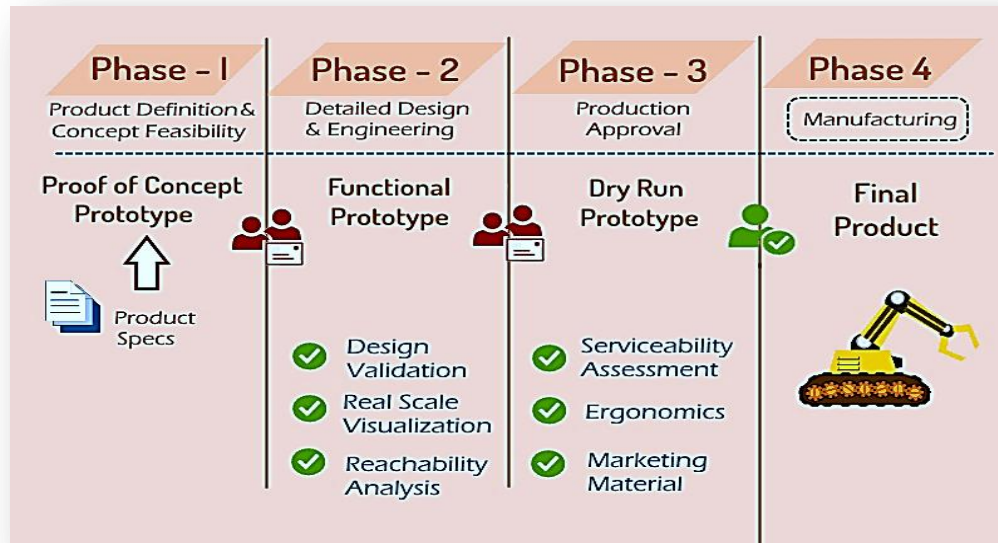 Phase - 1
Product Definition &
Concept Feasibility
Proof of Concept
Prototype
Product
Specs
Phase - 2
Detailed Design
& Engineering
Functional
Prototype
Design
Validation
Real Scale
Visualization
Reachability
Analysis
Phase - 3
Production
Approval
Dry Run
Prototype
Serviceability
Assessment
Ergonomics
Marketing
Material
Phase 4
Manufacturing
Final
Product